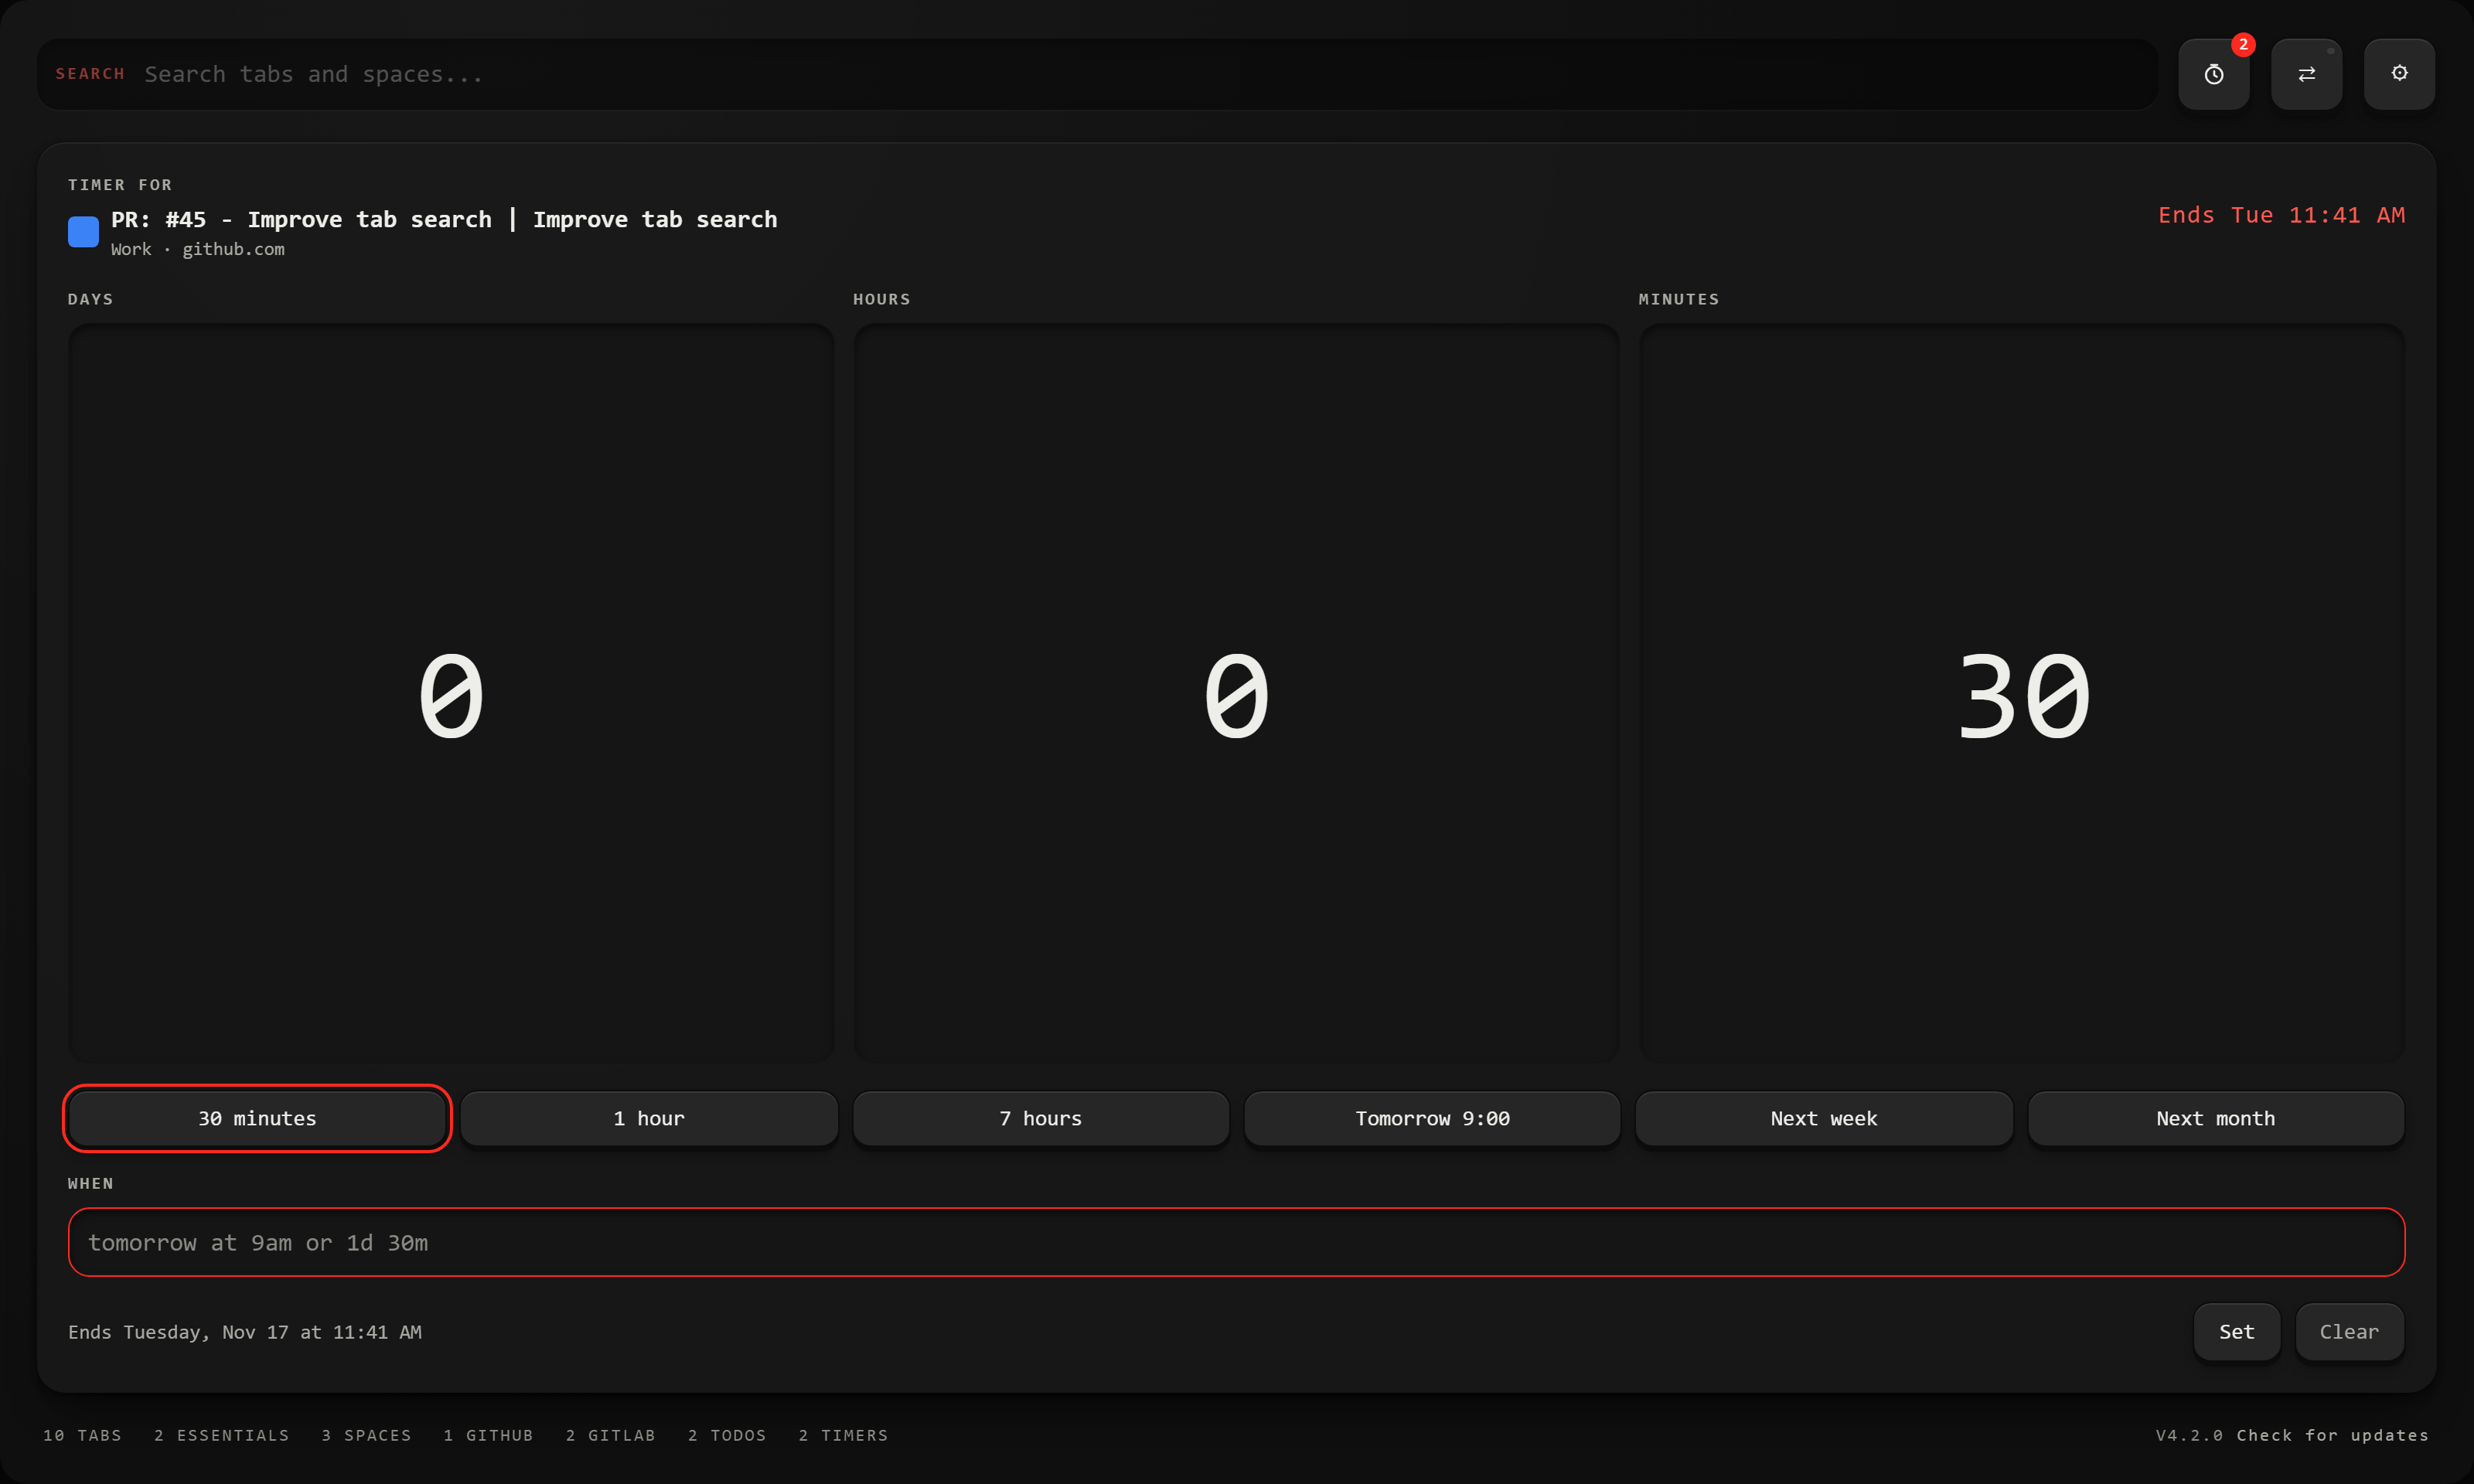 SEARCH Search tabs and spaces...
2
TIMER FOR
PR: #45 - Improve tab search | Improve tab search
Work · github.com
Ends Tue 11:41 AM
DAYS HOURS MINUTES
0 0 30
30 minutes 1 hour 7 hours Tomorrow 9:00 Next week Next month
WHEN
tomorrow at 9am or 1d 30m
Ends Tuesday, Nov 17 at 11:41 AM
Set Clear
10 TABS 2 ESSENTIALS 3 SPACES 1 GITHUB 2 GITLAB 2 TODOS 2 TIMERS
V4.2.0 Check for updates